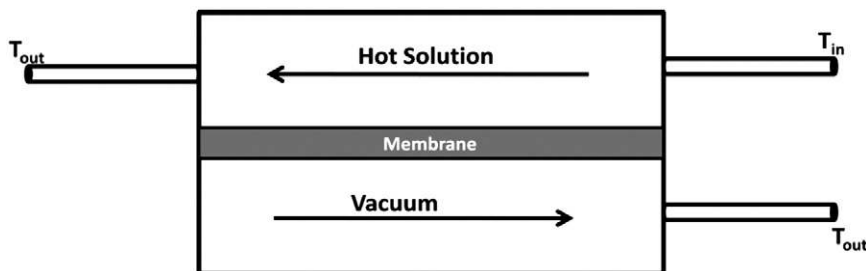 T_out
T_in
Hot Solution
Membrane
Vacuum
T_out